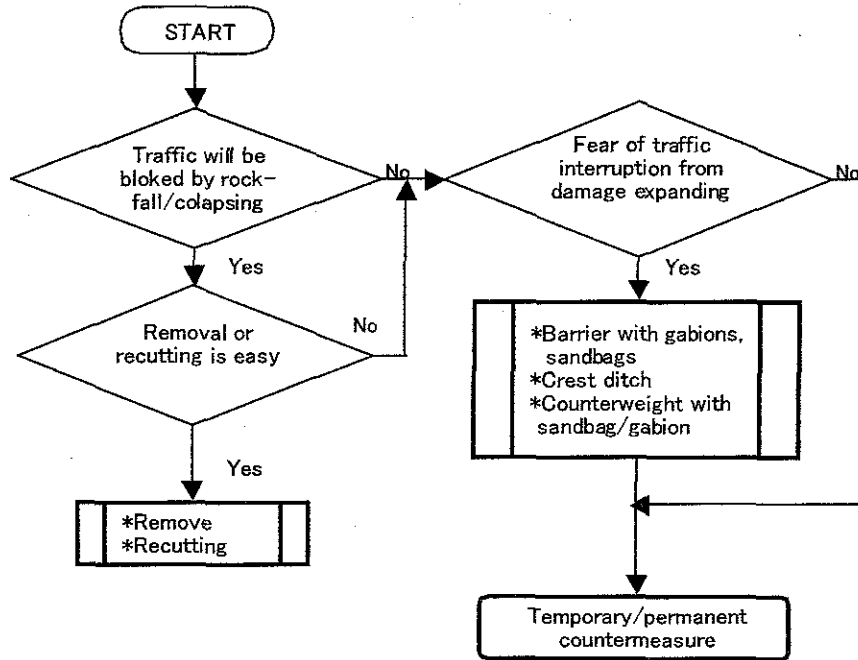 START
Traffic will be
bloked by rock-
fall/colapsing
No
Yes
Removal or
recutting is easy
No
Yes
*Remove
*Recutting
Fear of traffic
interruption from
damage expanding
No
Yes
*Barrier with gabions,
sandbags
*Crest ditch
*Counterweight with
sandbag/gabion
Temporary/permanent
countermeasure